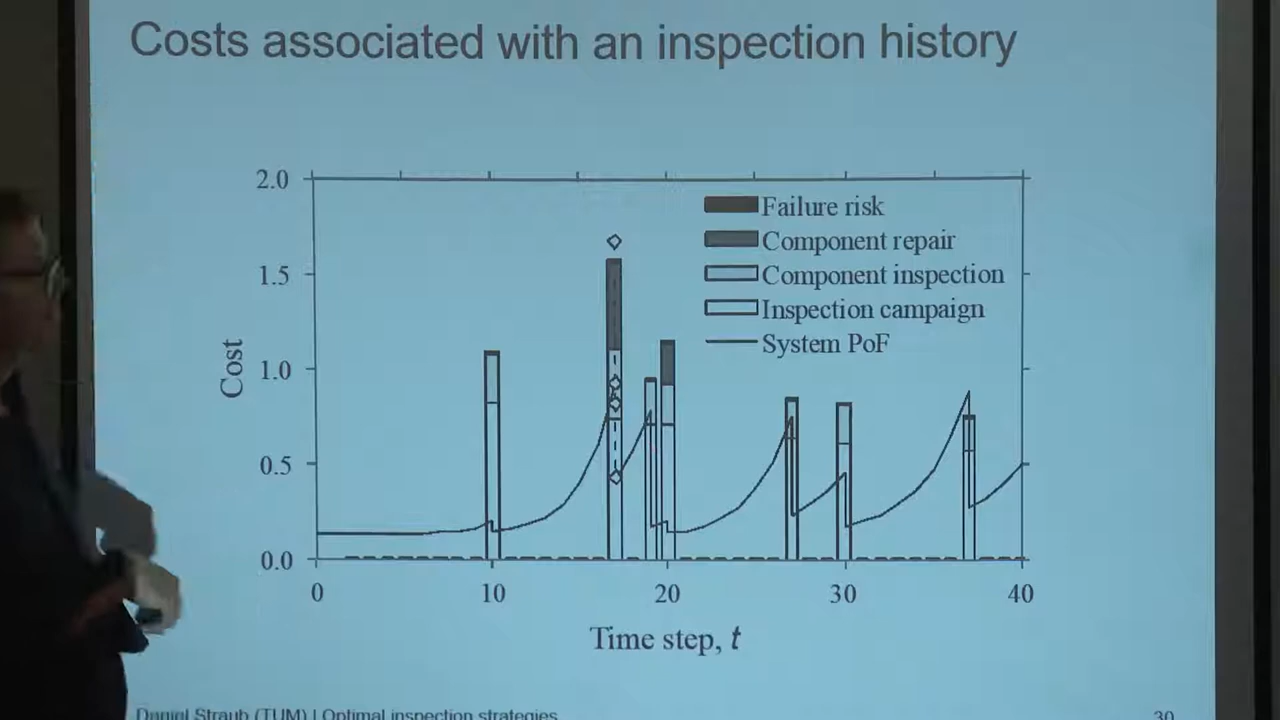 Costs associated with an inspection history
2.0
1.5
1.0
0.5
0.0
Cost
Failure risk
Component repair
Component inspection
Inspection campaign
System PoF
0 10 20 30 40
Time step, t
Daniel Straub (TUM) | Optimal inspection strategies
30